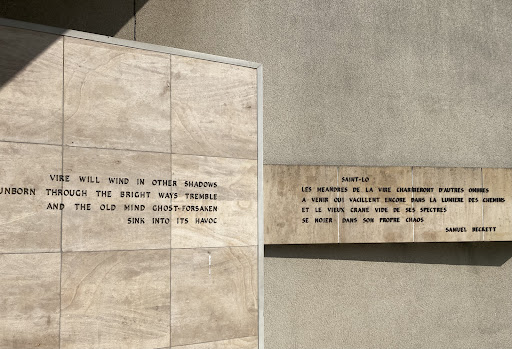 VIRE WILL WIND IN OTHER SHADOWS
UNBORN THROUGH THE BRIGHT WAYS TREMBLE
AND THE OLD MIND GHOST-FORSAKEN
SINK INTO ITS HAVOC
SAINT-LO
LES MEANDRES DE LA VIRE CHARRIERONT D'AUTRES OMBRES
A VENIR QUI VACILLENT ENCORE DANS LA LUMIERE DES CHEMINS
ET LE VIEUX CRANE VIDE DE SES SPECTRES
SE NOIER DANS SON PROPRE CHAOS
SAMUEL BECKETT